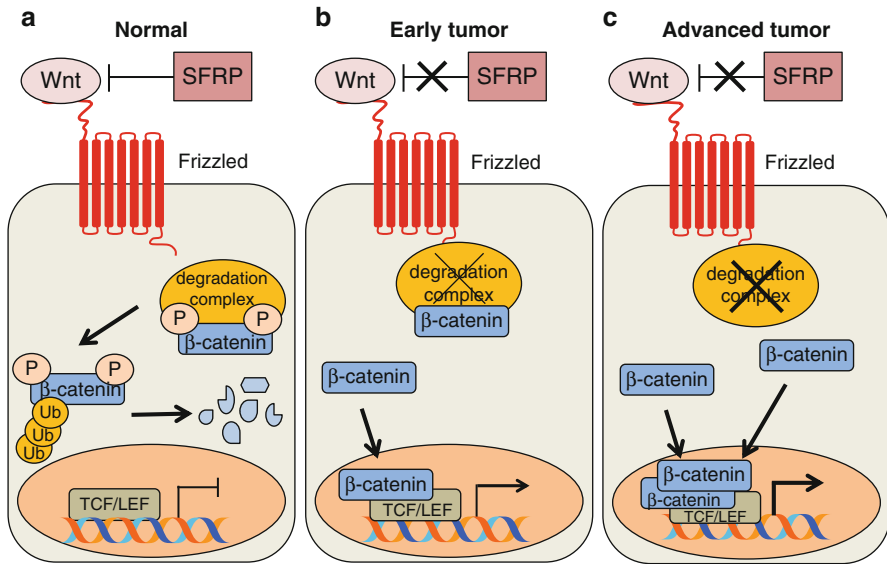 a
Normal
Wnt
SFRP
Frizzled
degradation
complex
P
P
β-catenin
P
P
β-catenin
Ub
Ub
Ub
TCF/LEF
b
Early tumor
Wnt
SFRP
Frizzled
degradation
complex
β-catenin
β-catenin
β-catenin
TCF/LEF
c
Advanced tumor
Wnt
SFRP
Frizzled
degradation
complex
β-catenin
β-catenin
β-catenin
β-catenin
TCF/LEF